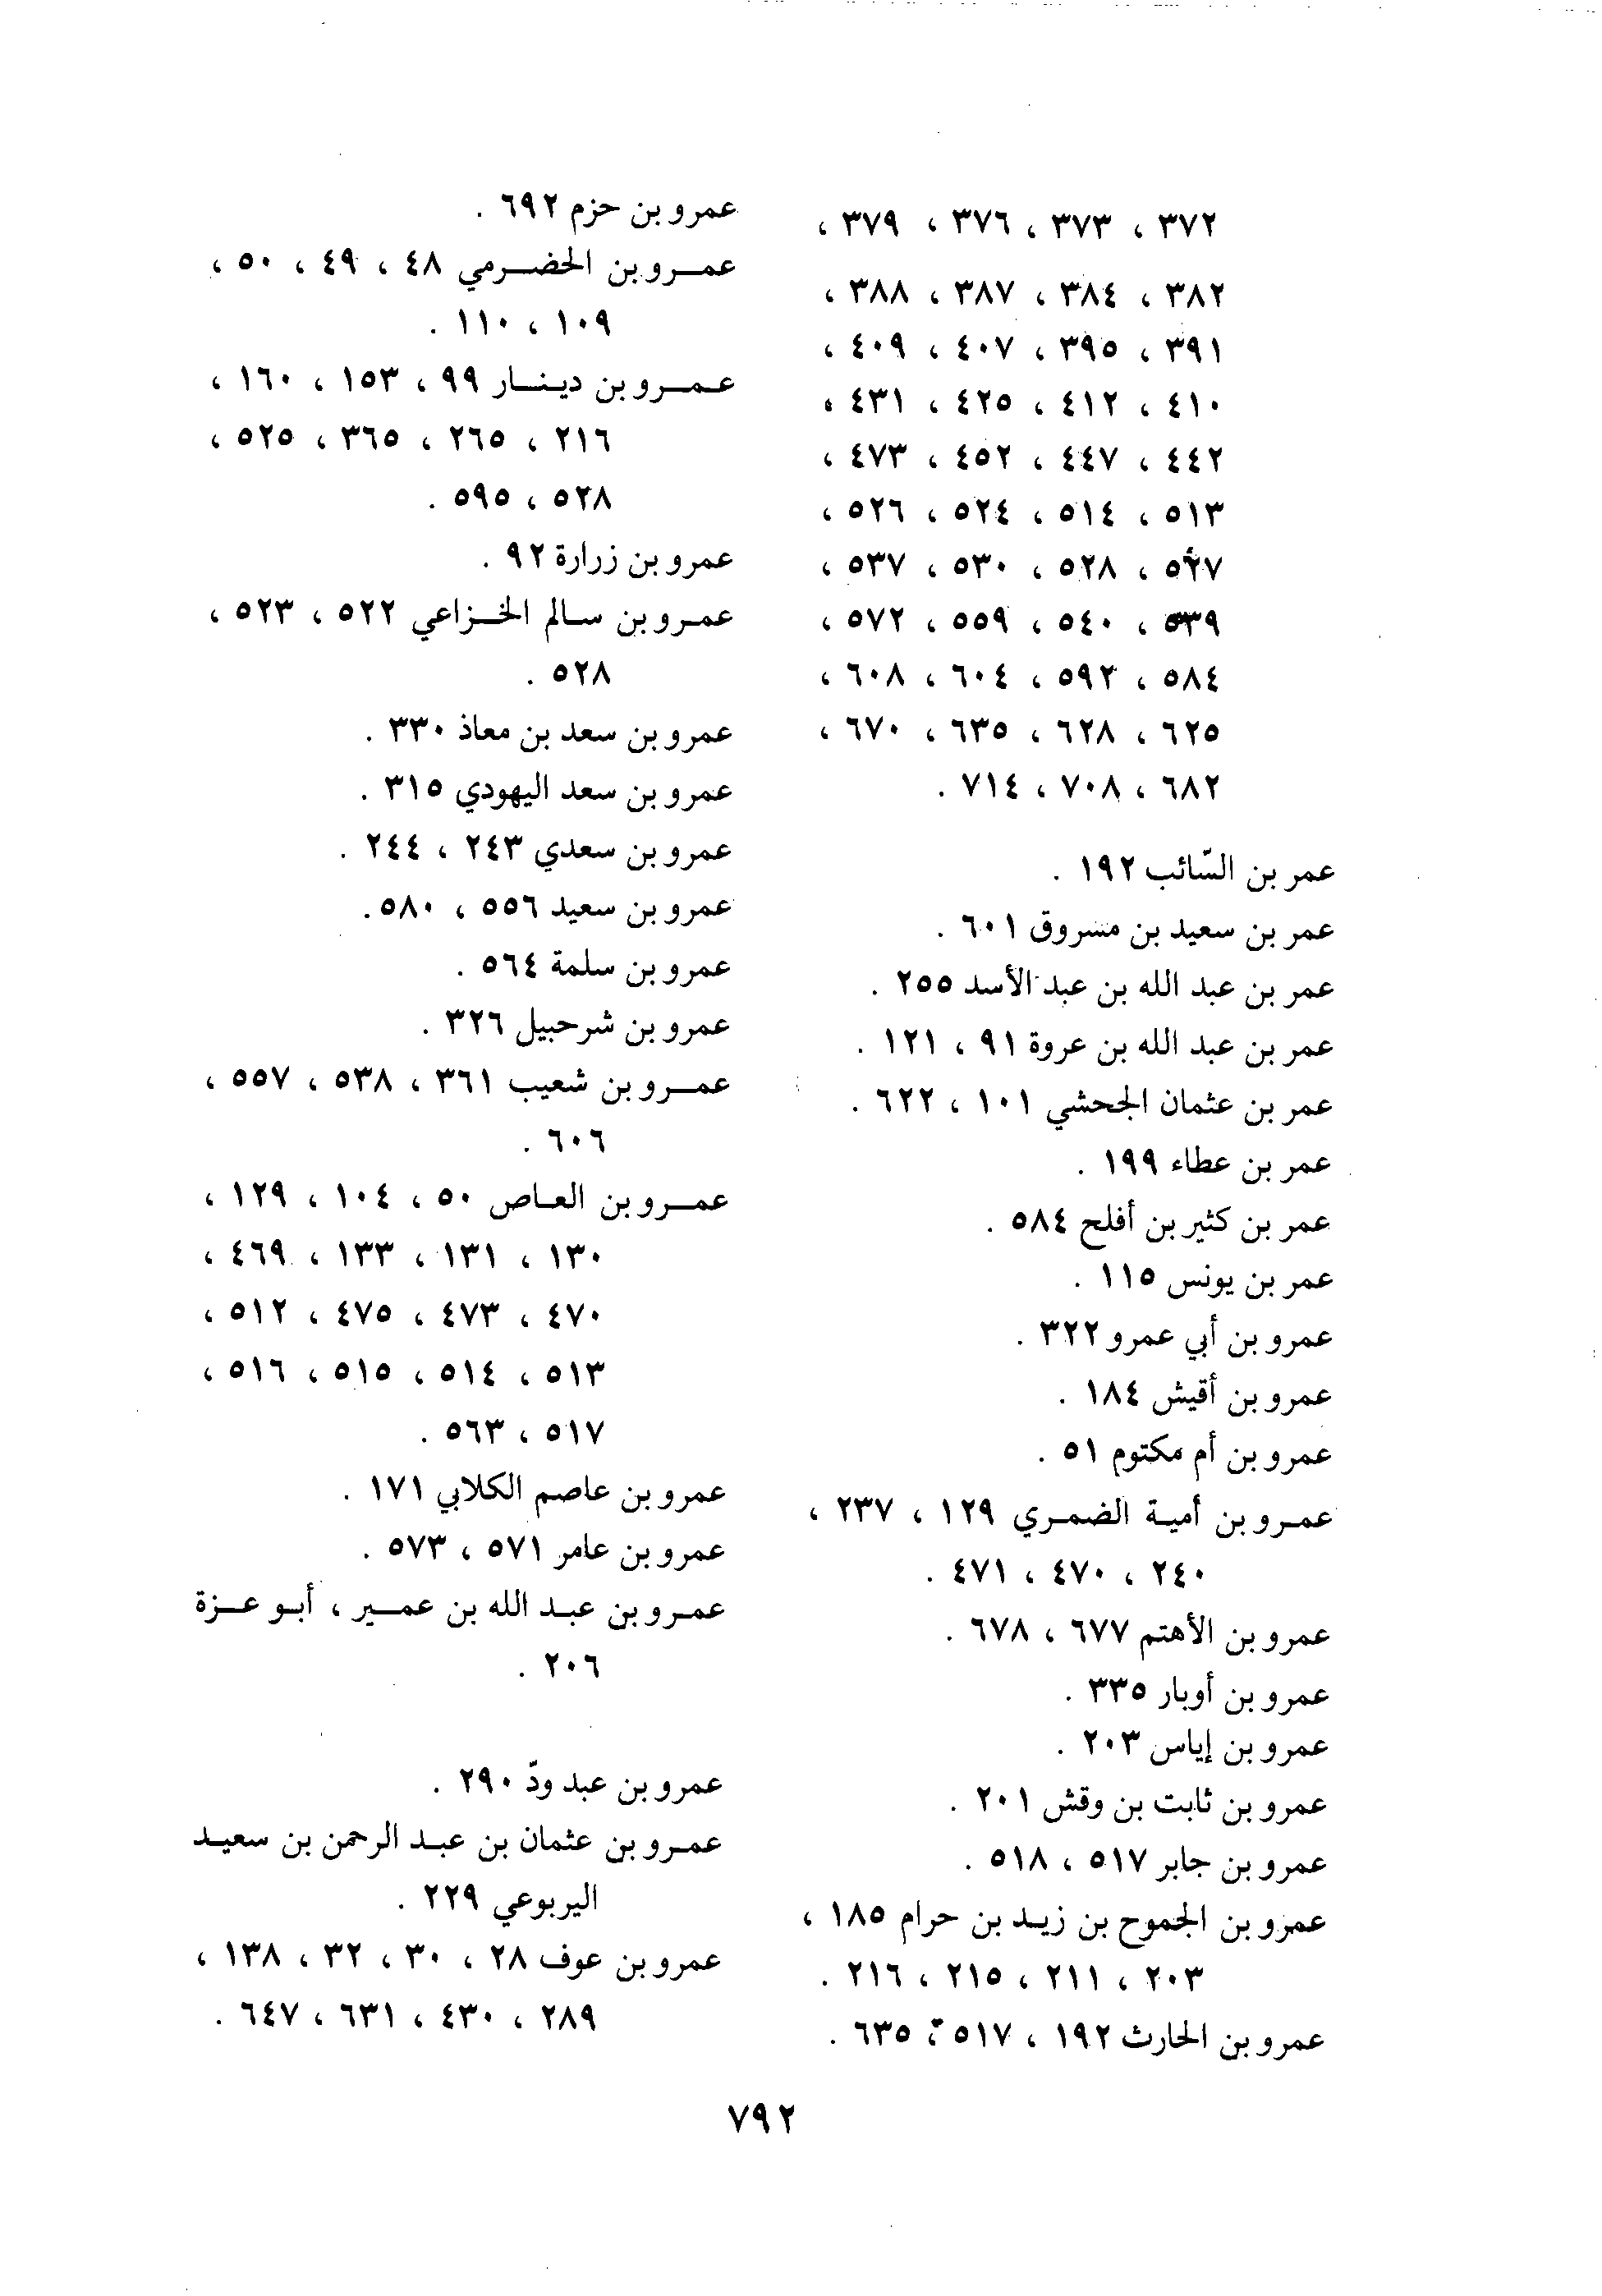 ٣٧٢ ، ٣٧٣ ، ٣٧٦ ، ٣٧٩ ،
٣٨٢ ، ٣٨٤ ، ٣٨٧ ، ٣٨٨ ،
٣٩١ ، ٣٩٥ ، ٤٠٧ ، ٤٠٩ ،
٤١٠ ، ٤١٢ ، ٤٢٥ ، ٤٣١ ،
٤٤٢ ، ٤٤٧ ، ٤٥٢ ، ٤٧٣ ،
٥١٣ ، ٥١٤ ، ٥٢٤ ، ٥٢٦ ،
٥٢٧ ، ٥٢٨ ، ٥٣٠ ، ٥٣٧ ،
٥٣٩ ، ٥٤٠ ، ٥٥٩ ، ٥٧٢ ،
٥٨٤ ، ٥٩٢ ، ٦٠٤ ، ٦٠٨ ،
٦٢٥ ، ٦٢٨ ، ٦٣٥ ، ٦٧٠ ،
٦٨٢ ، ٧٠٨ ، ٧١٤ .
عمر بن السّائب ١٩٢ .
عمر بن سعيد بن مسروق ٦٠١ .
عمر بن عبد الله بن عبد الأسد ٢٥٥ .
عمر بن عبد الله بن عروة ٩١ ، ١٢١ .
عمر بن عثمان الجحشي ١٠١ ، ٦٢٢ .
عمر بن عطاء ١٩٩ .
عمر بن كثير بن أفلح ٥٨٤ .
عمر بن يونس ١١٥ .
عمرو بن أبي عمرو ٣٢٢ .
عمرو بن أقيش ١٨٤ .
عمرو بن أم مكتوم ٥١ .
عمرو بن أمية الضمري ١٢٩ ، ٢٣٧ ،
٢٤٠ ، ٤٧٠ ، ٤٧١ .
عمرو بن الأهتم ٦٧٧ ، ٦٧٨ .
عمرو بن أوبار ٣٣٥ .
عمرو بن إياس ٢٠٣ .
عمرو بن ثابت بن وقش ٢٠١ .
عمرو بن جابر ٥١٧ ، ٥١٨ .
عمرو بن الجموح بن زيد بن حرام ١٨٥ ،
٢٠٣ ، ٢١١ ، ٢١٥ ، ٢١٦ .
عمرو بن الحارث ١٩٢ ، ٥١٧ ، ٦٣٥ .
عمرو بن حزم ٦٩٢ .
عمرو بن الحضرمي ٤٨ ، ٤٩ ، ٥٠ ،
١٠٩ ، ١١٠ .
عمرو بن دينار ٩٩ ، ١٥٣ ، ١٦٠ ،
٢١٦ ، ٢٦٥ ، ٣٦٥ ، ٥٢٥ ،
٥٢٨ ، ٥٩٥ .
عمرو بن زرارة ٩٢ .
عمرو بن سالم الخزاعي ٥٢٢ ، ٥٢٣ ،
٥٢٨ .
عمرو بن سعد بن معاذ ٣٣٠ .
عمرو بن سعد اليهودي ٣١٥ .
عمرو بن سعدي ٢٤٣ ، ٢٤٤ .
عمرو بن سعيد ٥٥٦ ، ٥٨٠ .
عمرو بن سلمة ٥٦٤ .
عمرو بن شرحبيل ٣٢٦ .
عمرو بن شعيب ٣٦١ ، ٥٣٨ ، ٥٥٧ ،
٦٠٦ .
عمرو بن العاص ٥٠ ، ١٠٤ ، ١٢٩ ،
١٣٠ ، ١٣١ ، ١٣٣ ، ٤٦٩ ،
٤٧٠ ، ٤٧٣ ، ٤٧٥ ، ٥١٢ ،
٥١٣ ، ٥١٤ ، ٥١٥ ، ٥١٦ ،
٥١٧ ، ٥٦٣ .
عمرو بن عاصم الكلابي ١٧١ .
عمرو بن عامر ٥٧١ ، ٥٧٣ .
عمرو بن عبد الله بن عمير ، أبو عزة
٢٠٦ .
عمرو بن عبد ودّ ٢٩٠ .
عمرو بن عثمان بن عبد الرحمن بن سعيد
اليربوعي ٢٢٩ .
عمرو بن عوف ٢٨ ، ٣٠ ، ٣٢ ، ١٣٨ ،
٢٨٩ ، ٤٣٠ ، ٦٣١ ، ٦٤٧ .
٧٩٢